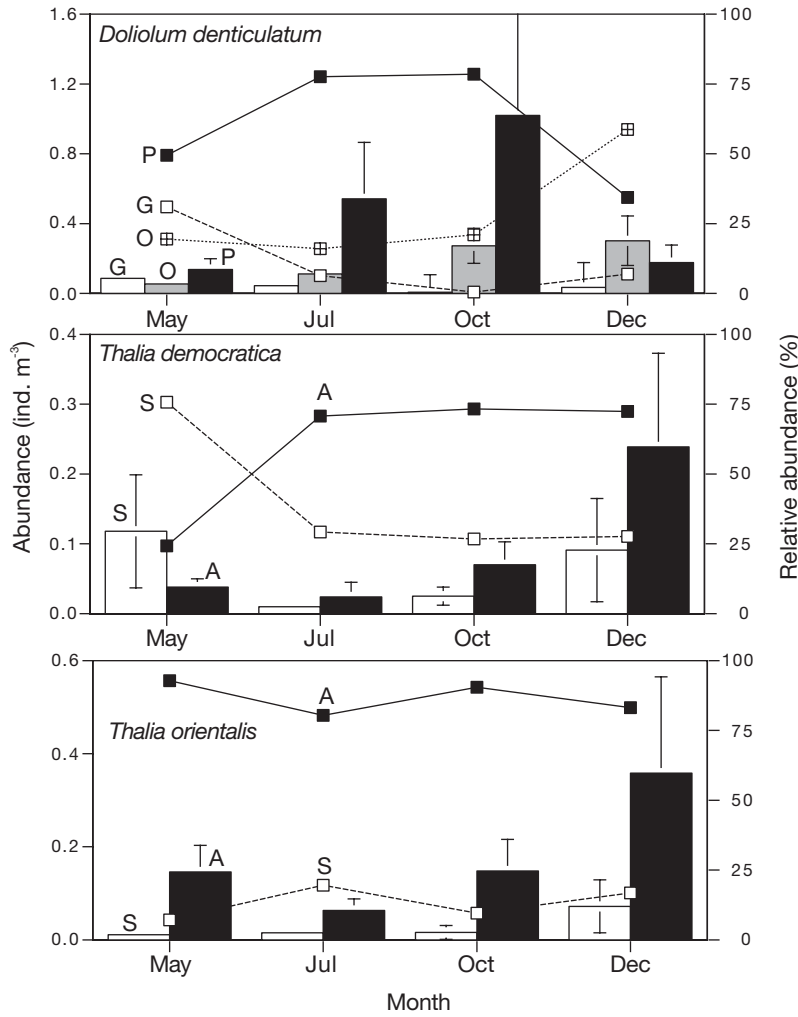 1.6
100
Doliolum denticulatum
1.2
75
P
0.8
50
G
O
0.4
25
G
O
P
0.0
0
May
Jul
Oct
Dec
0.4
100
Thalia democratica
A
0.3
S
75
0.2
50
S
0.1
A
25
0.0
0
May
Jul
Oct
Dec
Abundance (ind. m-3)
Relative abundance (%)
0.6
100
A
Thalia orientalis
75
0.4
50
0.2
A
S
25
S
0.0
0
May
Jul
Oct
Dec
Month